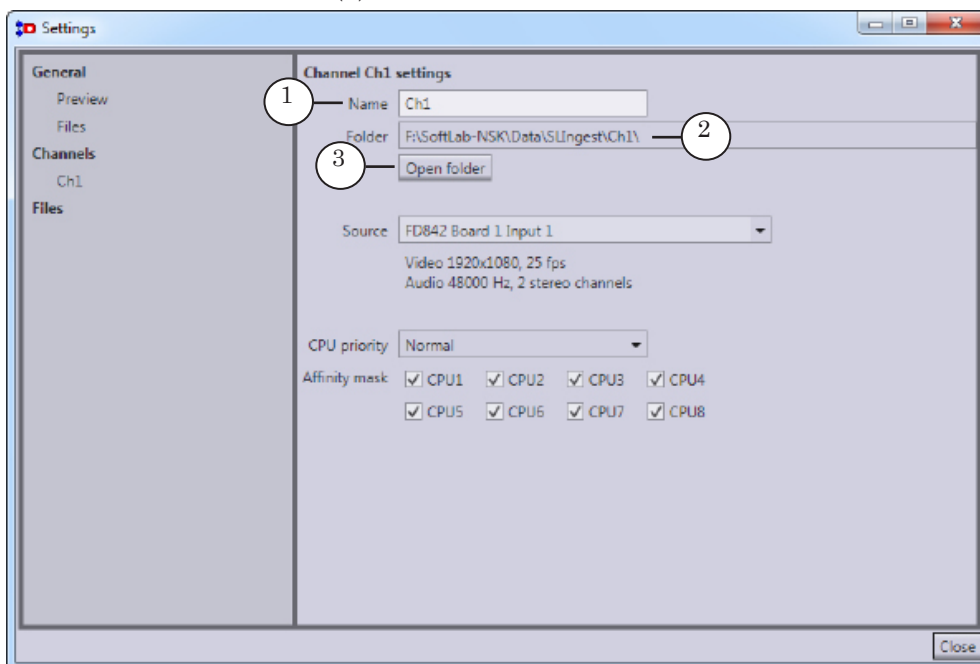 Settings
General
Preview
Files
Channels
Ch1
Files
Channel Ch1 settings
1
Name Ch1
Folder F:\SoftLab-NSK\Data\SLIngest\Ch1\ 2
3
Open folder
Source FD842 Board 1 Input 1
Video 1920x1080, 25 fps
Audio 48000 Hz, 2 stereo channels
CPU priority Normal
Affinity mask CPU1 CPU2 CPU3 CPU4
CPU5 CPU6 CPU7 CPU8
Close